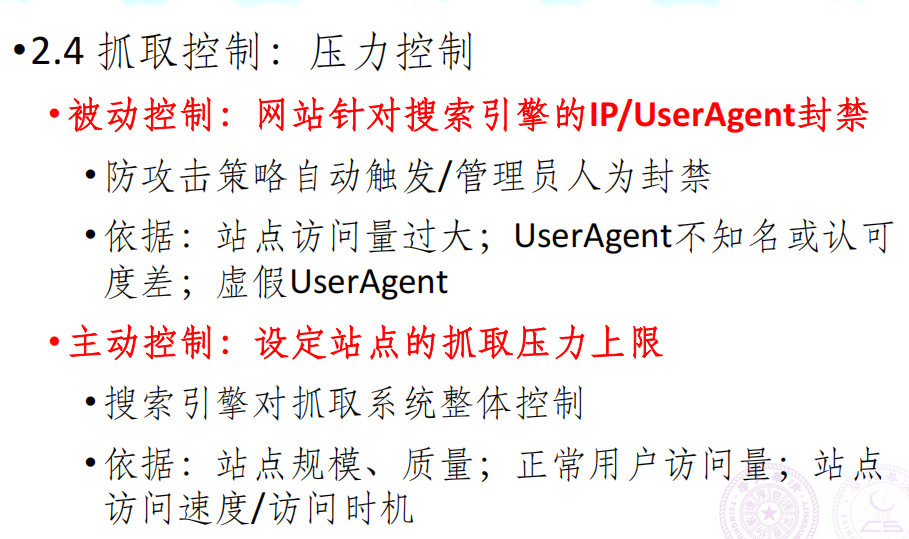 •2.4 抓取控制：压力控制
•被动控制：网站针对搜索引擎的IP/UserAgent封禁
•防攻击策略自动触发/管理员人为封禁
•依据：站点访问量过大；UserAgent不知名或认可
度差；虚假UserAgent
•主动控制：设定站点的抓取压力上限
•搜索引擎对抓取系统整体控制
•依据：站点规模、质量；正常用户访问量；站点
访问速度/访问时机